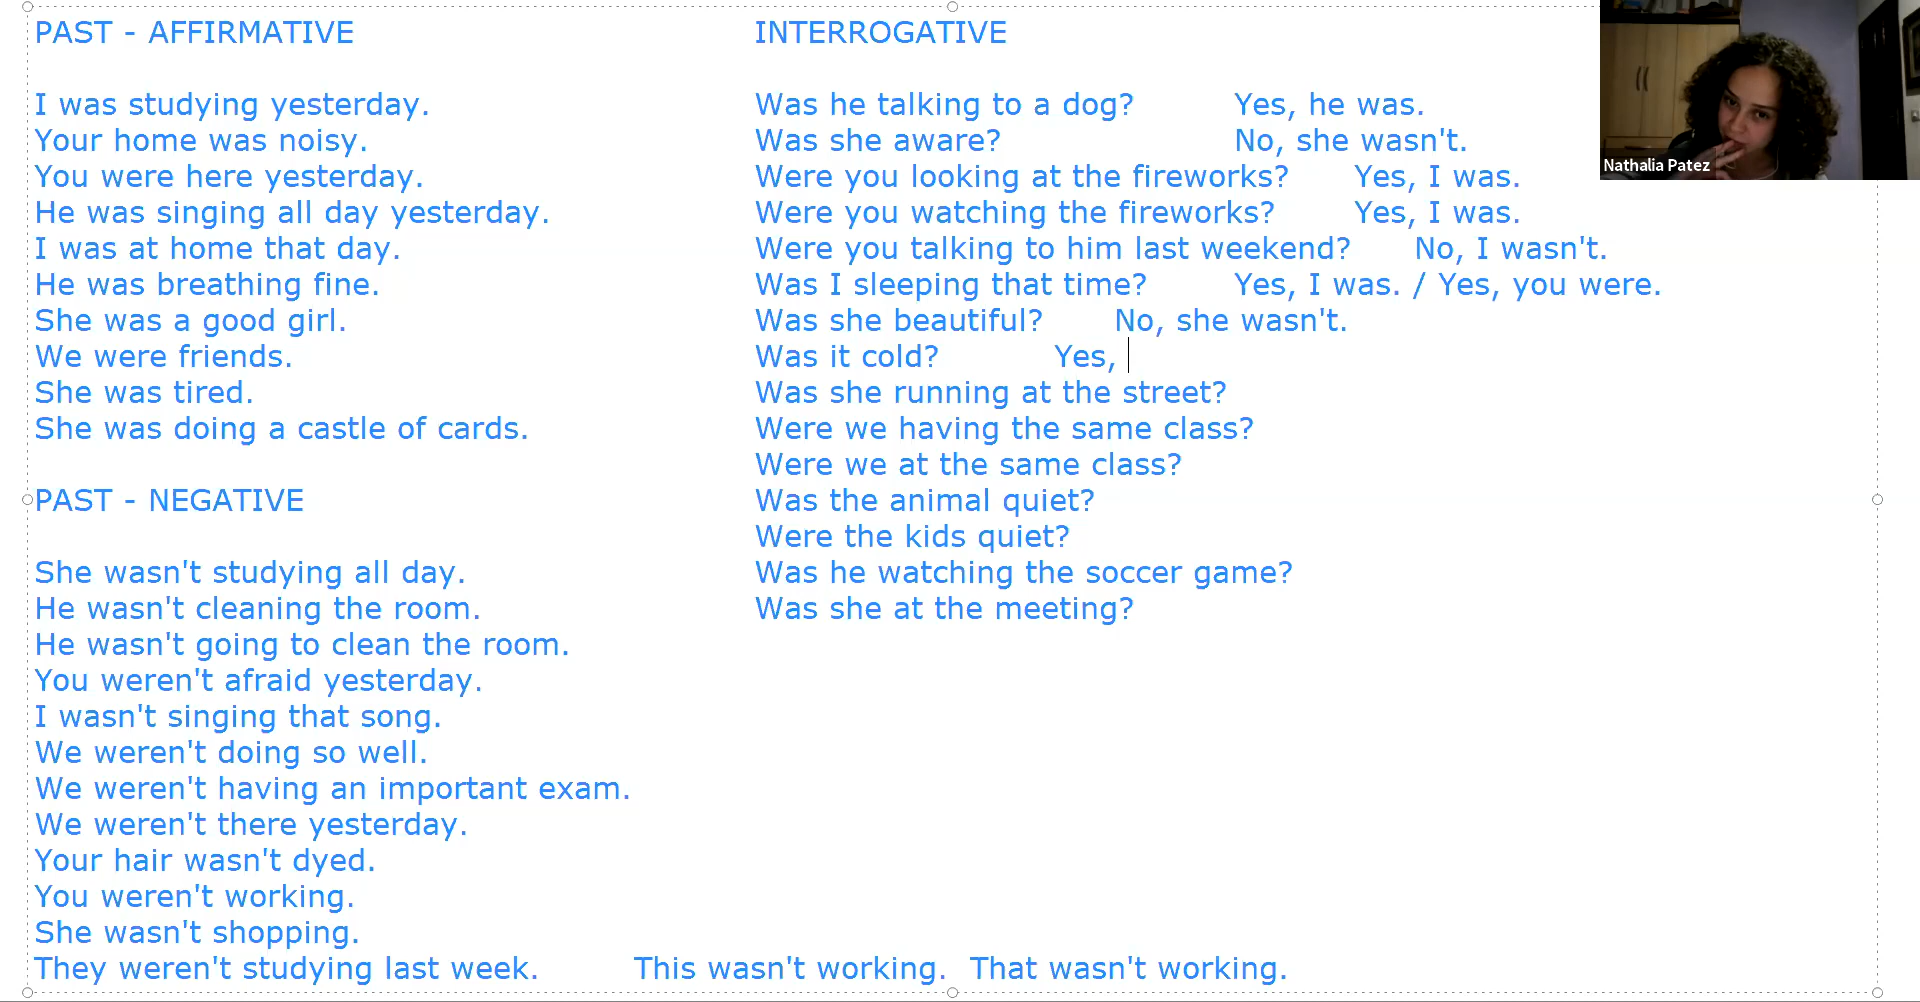 PAST - AFFIRMATIVE
I was studying yesterday.
Your home was noisy.
You were here yesterday.
He was singing all day yesterday.
I was at home that day.
He was breathing fine.
She was a good girl.
We were friends.
She was tired.
She was doing a castle of cards.
PAST - NEGATIVE
She wasn't studying all day.
He wasn't cleaning the room.
He wasn't going to clean the room.
You weren't afraid yesterday.
I wasn't singing that song.
We weren't doing so well.
We weren't having an important exam.
We weren't there yesterday.
Your hair wasn't dyed.
You weren't working.
She wasn't shopping.
They weren't studying last week. This wasn't working. That wasn't working.
INTERROGATIVE
Was he talking to a dog? Yes, he was.
Was she aware? No, she wasn't.
Were you looking at the fireworks? Yes, I was.
Were you watching the fireworks? Yes, I was.
Were you talking to him last weekend? No, I wasn't.
Was I sleeping that time? Yes, I was. / Yes, you were.
Was she beautiful? No, she wasn't.
Was it cold? Yes,
Was she running at the street?
Were we having the same class?
Were we at the same class?
Was the animal quiet?
Were the kids quiet?
Was he watching the soccer game?
Was she at the meeting?
Nathalia Patez